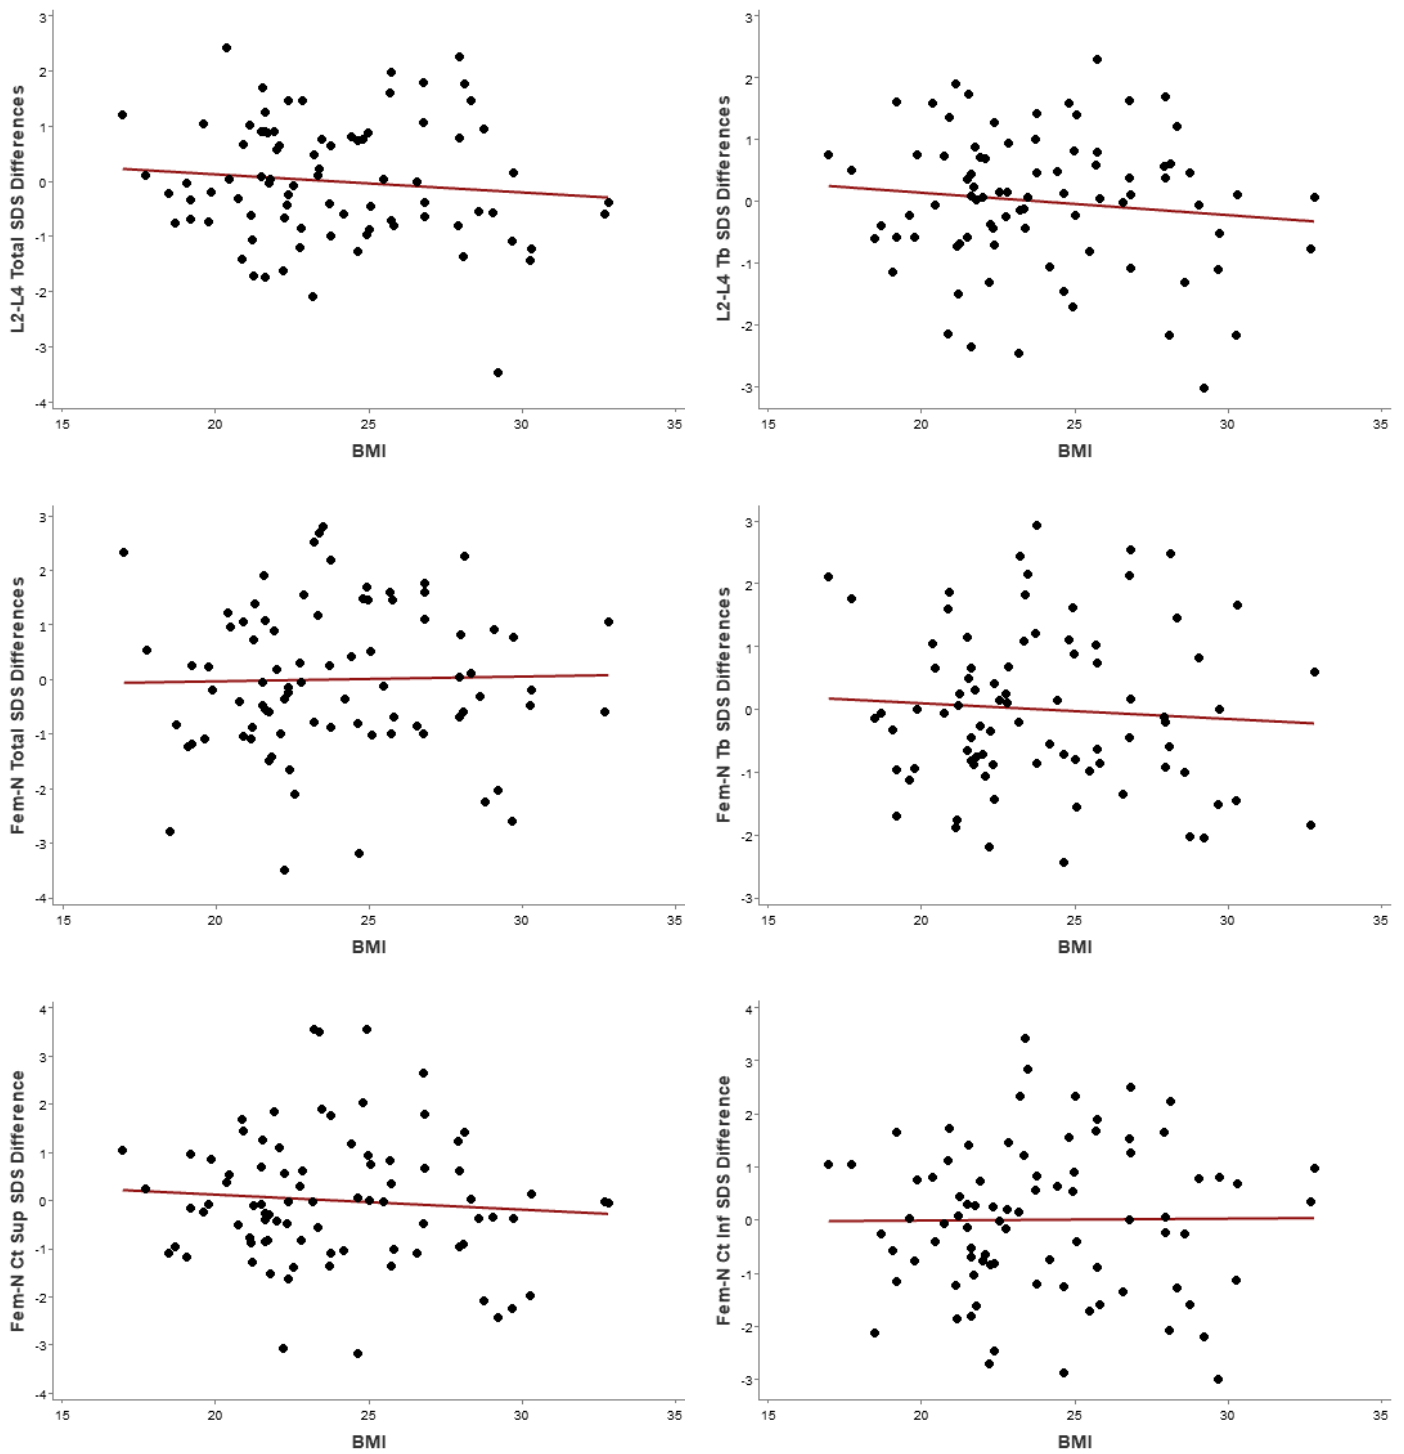 L2-L4 Total SDS Differences
3
2
1
0
-1
-2
-3
-4
15 20 25 30 35
BMI
L2-L4 Tb SDS Differences
3
2
1
0
-1
-2
-3
15 20 25 30 35
BMI
Fem-N Total SDS Differences
3
2
1
0
-1
-2
-3
-4
15 20 25 30 35
BMI
Fem-N Tb SDS Differences
3
2
1
0
-1
-2
-3
15 20 25 30 35
BMI
Fem-N Ct Sup SDS Difference
4
3
2
1
0
-1
-2
-3
-4
15 20 25 30 35
BMI
Fem-N Ct Inf SDS Difference
4
3
2
1
0
-1
-2
-3
15 20 25 30 35
BMI